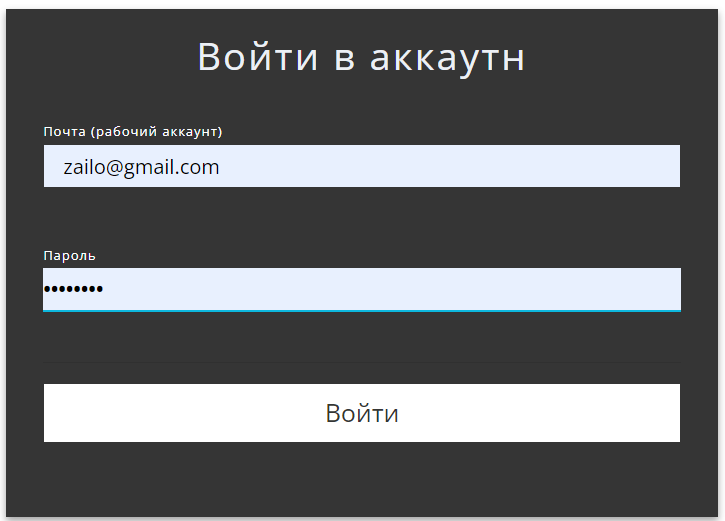 Войти в аккаутн
Почта (рабочий аккаунт)
zailo@gmail.com
Пароль
••••••••
Войти